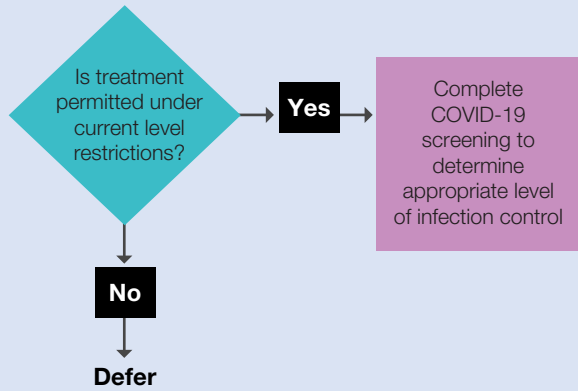 Is treatment
permitted under
current level
restrictions?
Yes
Complete
COVID-19
screening to
determine
appropriate level
of infection control
No
Defer